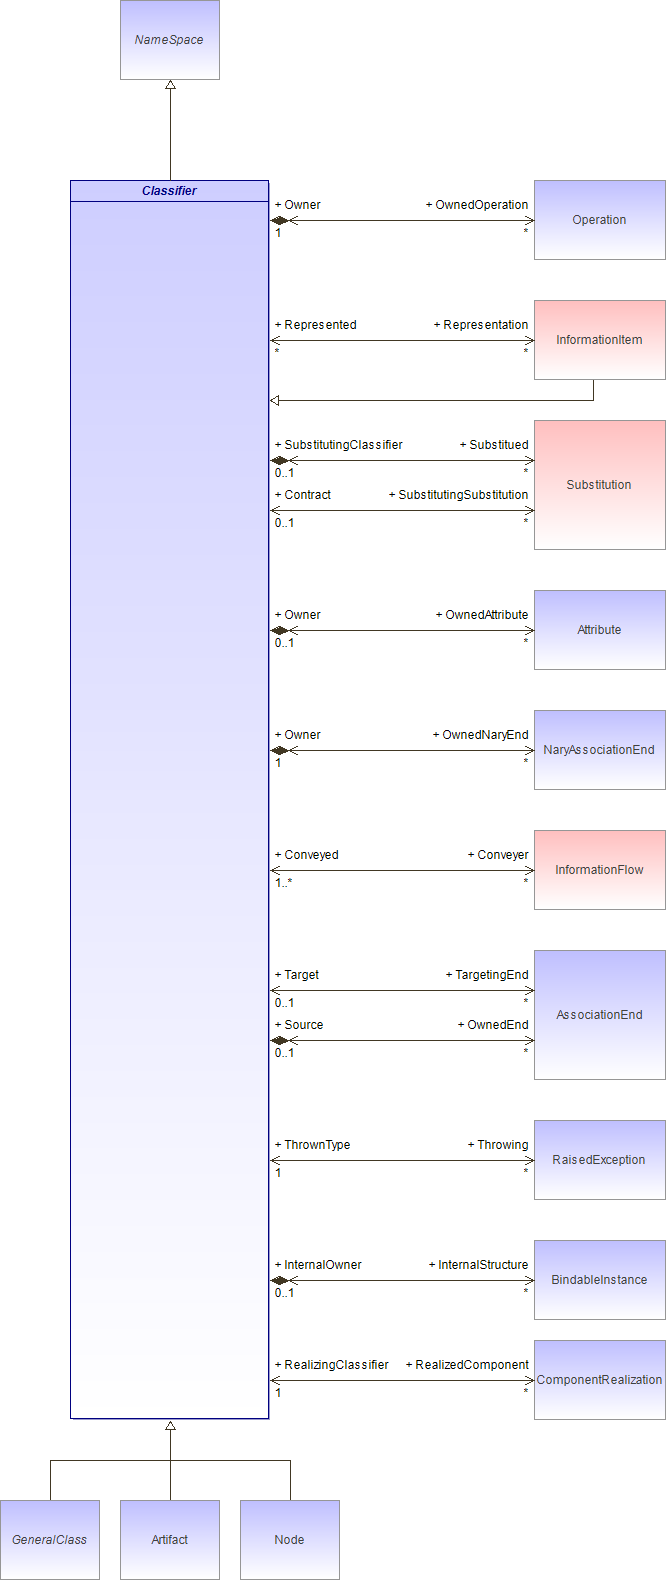 NameSpace
Classifier
+ Owner
+ OwnedOperation
1
*
Operation
+ Represented
+ Representation
*
*
InformationItem
+ SubstitutingClassifier
+ Substitued
0..1
*
+ Contract
+ SubstitutingSubstitution
0..1
*
Substitution
+ Owner
+ OwnedAttribute
0..1
*
Attribute
+ Owner
+ OwnedNaryEnd
1
*
NaryAssociationEnd
+ Conveyed
+ Conveyer
1..*
*
InformationFlow
+ Target
+ TargetingEnd
0..1
*
+ Source
+ OwnedEnd
0..1
*
AssociationEnd
+ ThrownType
+ Throwing
1
*
RaisedException
+ InternalOwner
+ InternalStructure
0..1
*
BindableInstance
+ RealizingClassifier
+ RealizedComponent
1
*
ComponentRealization
GeneralClass
Artifact
Node